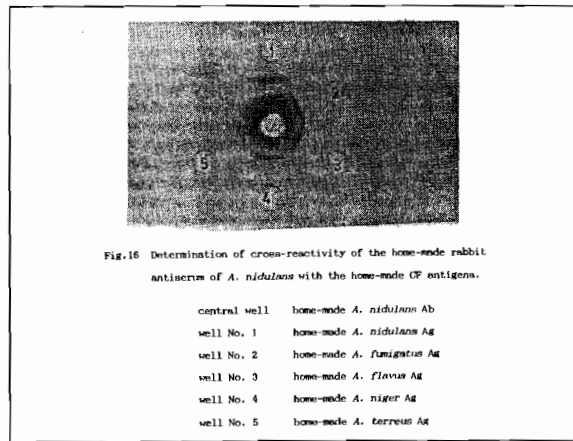 1
2
5
3
4
Fig.16 Determination of cross-reactivity of the home-made rabbit
antiserum of A. nidulans with the home-made CF antigens.
central well home-made A. nidulans Ab
well No. 1 home-made A. nidulans Ag
well No. 2 home-made A. fumigatus Ag
well No. 3 home-made A. flavus Ag
well No. 4 home-made A. niger Ag
well No. 5 home-made A. terreus Ag